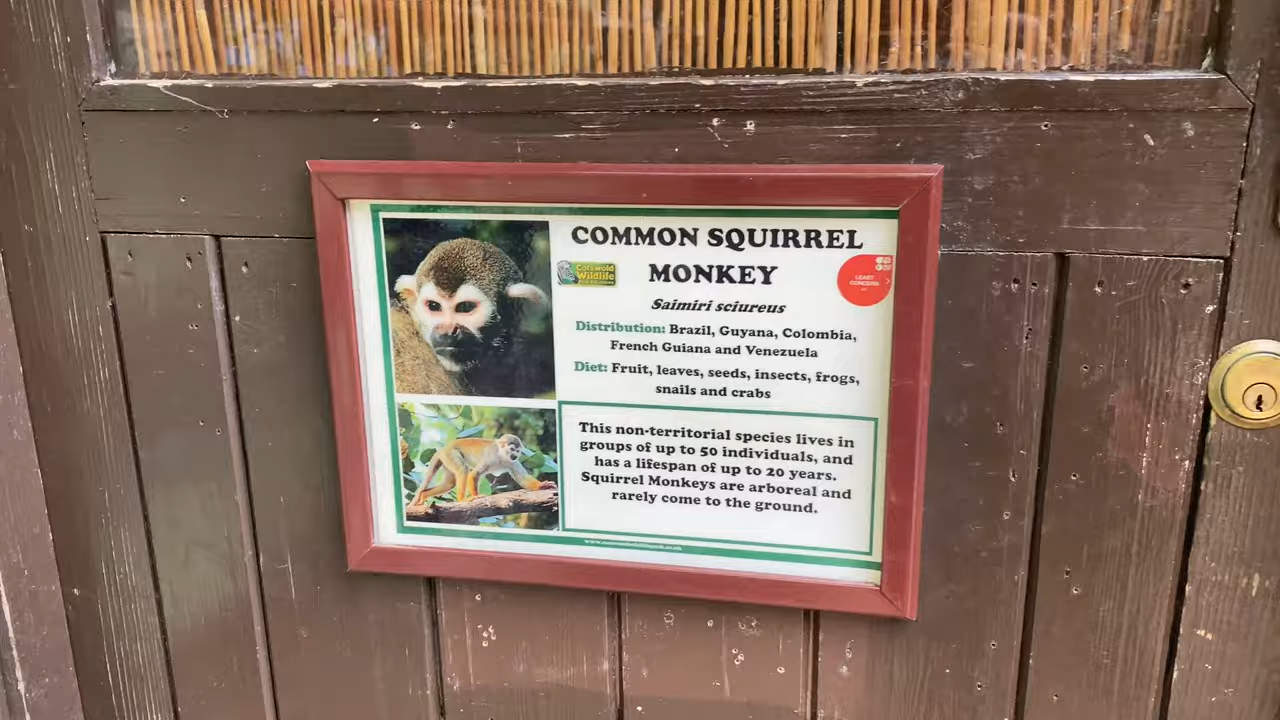 COMMON SQUIRREL
MONKEY
Cotswold
Wildlife
LEAST
CONCERN
Saimiri sciureus
Distribution: Brazil, Guyana, Colombia,
French Guiana and Venezuela
Diet: Fruit, leaves, seeds, insects, frogs,
snails and crabs
This non-territorial species lives in
groups of up to 50 individuals, and
has a lifespan of up to 20 years.
Squirrel Monkeys are arboreal and
rarely come to the ground.